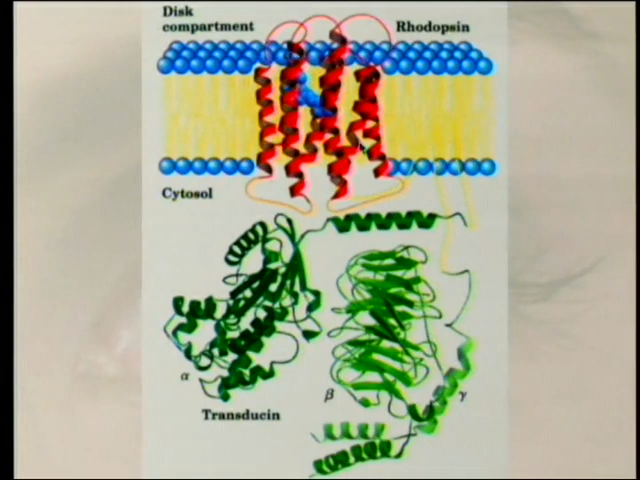 Disk
compartment
Rhodopsin
Cytosol
α
β
γ
Transducin